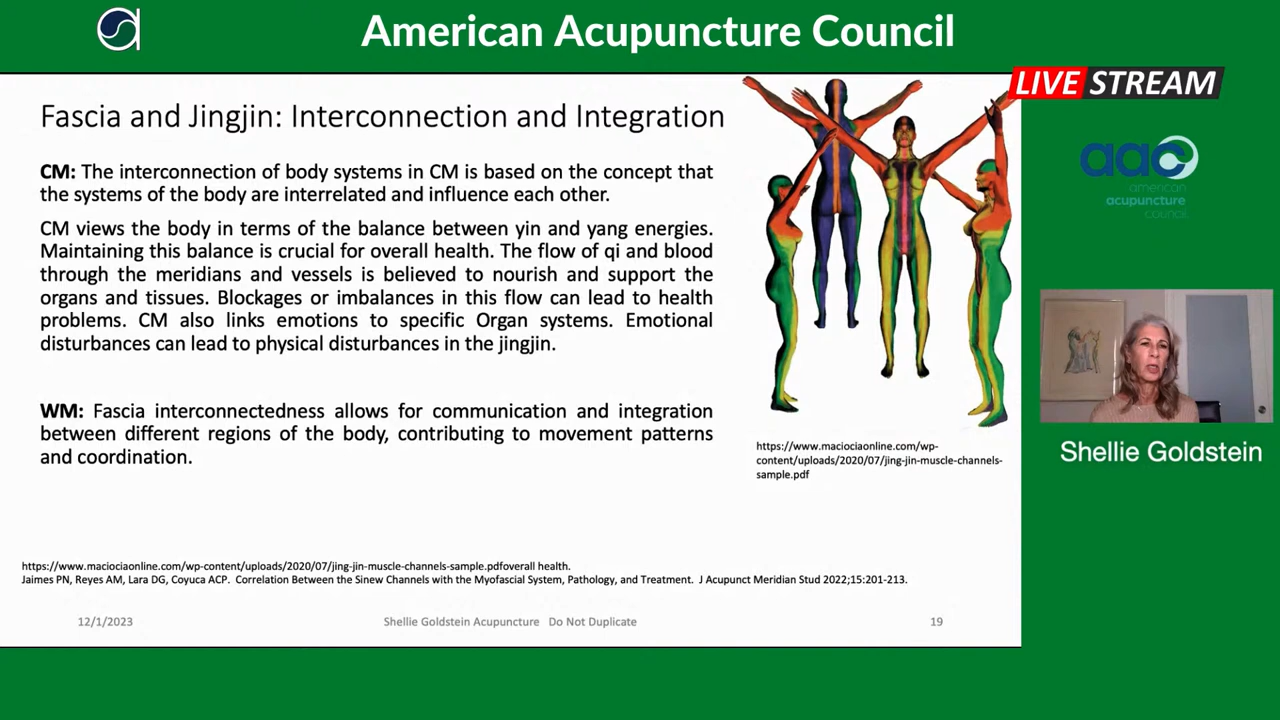 American Acupuncture Council
LIVE STREAM
Fascia and Jingjin: Interconnection and Integration
CM: The interconnection of body systems in CM is based on the concept that
the systems of the body are interrelated and influence each other.
CM views the body in terms of the balance between yin and yang energies.
Maintaining this balance is crucial for overall health. The flow of qi and blood
through the meridians and vessels is believed to nourish and support the
organs and tissues. Blockages or imbalances in this flow can lead to health
problems. CM also links emotions to specific Organ systems. Emotional
disturbances can lead to physical disturbances in the jingjin.
WM: Fascia interconnectedness allows for communication and integration
between different regions of the body, contributing to movement patterns
and coordination.
https://www.maciociaonline.com/wp-
content/uploads/2020/07/jing-jin-muscle-channels-
sample.pdf
aac
american
acupuncture
council
Shellie Goldstein
https://www.maciociaonline.com/wp-content/uploads/2020/07/jing-jin-muscle-channels-sample.pdfoverall health.
Jaimes PN, Reyes AM, Lara DG, Coyuca ACP. Correlation Between the Sinew Channels with the Myofascial System, Pathology, and Treatment. J Acupunct Meridian Stud 2022;15:201-213.
12/1/2023
Shellie Goldstein Acupuncture Do Not Duplicate
19